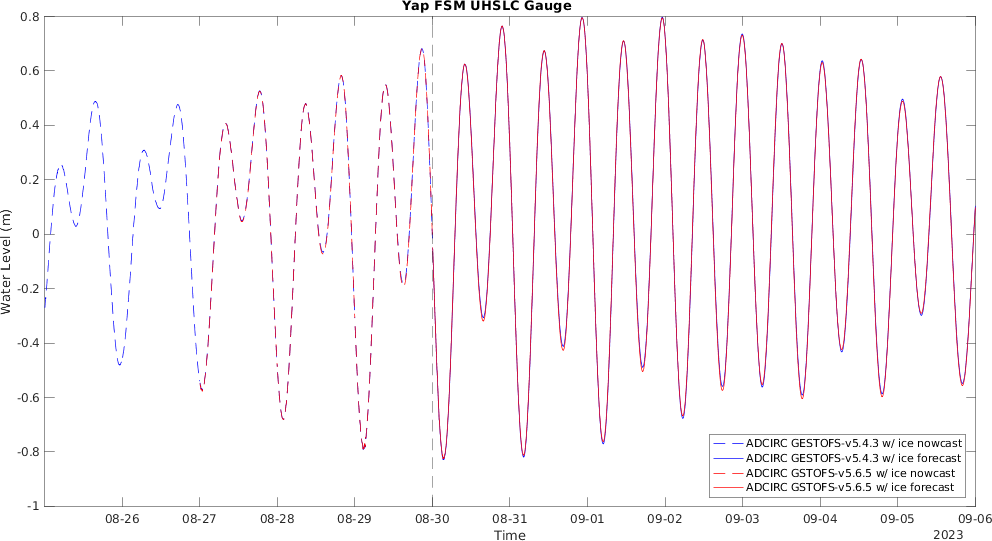 Yap FSM UHSLC Gauge
0.8
0.6
0.4
0.2
0
-0.2
-0.4
-0.6
-0.8
-1
Water Level (m)
ADCIRC GESTOFS-v5.4.3 w/ ice nowcast
ADCIRC GESTOFS-v5.4.3 w/ ice forecast
ADCIRC GSTOFS-v5.6.5 w/ ice nowcast
ADCIRC GSTOFS-v5.6.5 w/ ice forecast
08-26 08-27 08-28 08-29 08-30 08-31 09-01 09-02 09-03 09-04 09-05 09-06
Time
2023